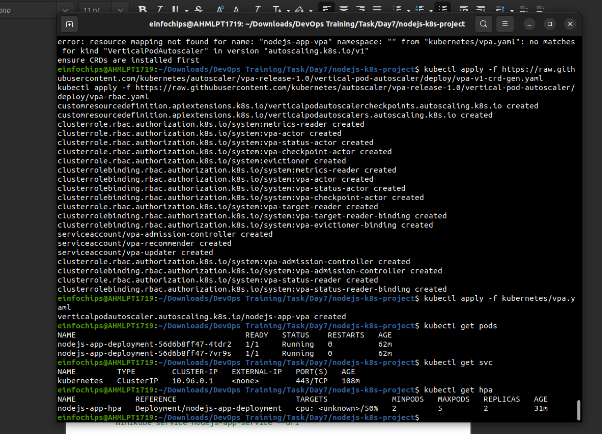 11pt
einfochips@AHMLPT1719: ~/Downloads/DevOps Training/Task/Day7/nodejs-k8s-project
error: resource mapping not found for name: "nodejs-app-vpa" namespace: "" from "kubernetes/vpa.yaml": no matches
for kind "VerticalPodAutoscaler" in version "autoscaling.k8s.io/v1"
ensure CRDs are installed first
einfochips@AHMLPT1719:~/Downloads/DevOps Training/Task/Day7/nodejs-k8s-project$ kubectl apply -f https://raw.gith
ubusercontent.com/kubernetes/autoscaler/vpa-release-1.0/vertical-pod-autoscaler/deploy/vpa-v1-crd-gen.yaml
kubectl apply -f https://raw.githubusercontent.com/kubernetes/autoscaler/vpa-release-1.0/vertical-pod-autoscaler/
deploy/vpa-rbac.yaml
customresourcedefinition.apiextensions.k8s.io/verticalpodautoscalercheckpoints.autoscaling.k8s.io created
customresourcedefinition.apiextensions.k8s.io/verticalpodautoscalers.autoscaling.k8s.io created
clusterrole.rbac.authorization.k8s.io/system:metrics-reader created
clusterrole.rbac.authorization.k8s.io/system:vpa-actor created
clusterrole.rbac.authorization.k8s.io/system:vpa-status-actor created
clusterrole.rbac.authorization.k8s.io/system:vpa-checkpoint-actor created
clusterrole.rbac.authorization.k8s.io/system:evictioner created
clusterrolebinding.rbac.authorization.k8s.io/system:metrics-reader created
clusterrolebinding.rbac.authorization.k8s.io/system:vpa-actor created
clusterrolebinding.rbac.authorization.k8s.io/system:vpa-status-actor created
clusterrolebinding.rbac.authorization.k8s.io/system:vpa-checkpoint-actor created
clusterrole.rbac.authorization.k8s.io/system:vpa-target-reader created
clusterrolebinding.rbac.authorization.k8s.io/system:vpa-target-reader-binding created
clusterrolebinding.rbac.authorization.k8s.io/system:vpa-evictioner-binding created
serviceaccount/vpa-admission-controller created
serviceaccount/vpa-recommender created
serviceaccount/vpa-updater created
clusterrole.rbac.authorization.k8s.io/system:vpa-admission-controller created
clusterrolebinding.rbac.authorization.k8s.io/system:vpa-admission-controller created
clusterrole.rbac.authorization.k8s.io/system:vpa-status-reader created
clusterrolebinding.rbac.authorization.k8s.io/system:vpa-status-reader-binding created
einfochips@AHMLPT1719:~/Downloads/DevOps Training/Task/Day7/nodejs-k8s-project$ kubectl apply -f kubernetes/vpa.y
aml
verticalpodautoscaler.autoscaling.k8s.io/nodejs-app-vpa created
einfochips@AHMLPT1719:~/Downloads/DevOps Training/Task/Day7/nodejs-k8s-project$ kubectl get pods
NAME READY STATUS RESTARTS AGE
nodejs-app-deployment-56d6b8ff47-4tdr2 1/1 Running 0 62m
nodejs-app-deployment-56d6b8ff47-7vr9s 1/1 Running 0 62m
einfochips@AHMLPT1719:~/Downloads/DevOps Training/Task/Day7/nodejs-k8s-project$ kubectl get svc
NAME TYPE CLUSTER-IP EXTERNAL-IP PORT(S) AGE
kubernetes ClusterIP 10.96.0.1 <none> 443/TCP 108m
einfochips@AHMLPT1719:~/Downloads/DevOps Training/Task/Day7/nodejs-k8s-project$ kubectl get hpa
NAME REFERENCE TARGETS MINPODS MAXPODS REPLICAS AGE
nodejs-app-hpa Deployment/nodejs-app-deployment cpu: <unknown>/50% 2 5 2 31m
einfochips@AHMLPT1719:~/Downloads/DevOps Training/Task/Day7/nodejs-k8s-project$
minikube service nodejs-app-service --url